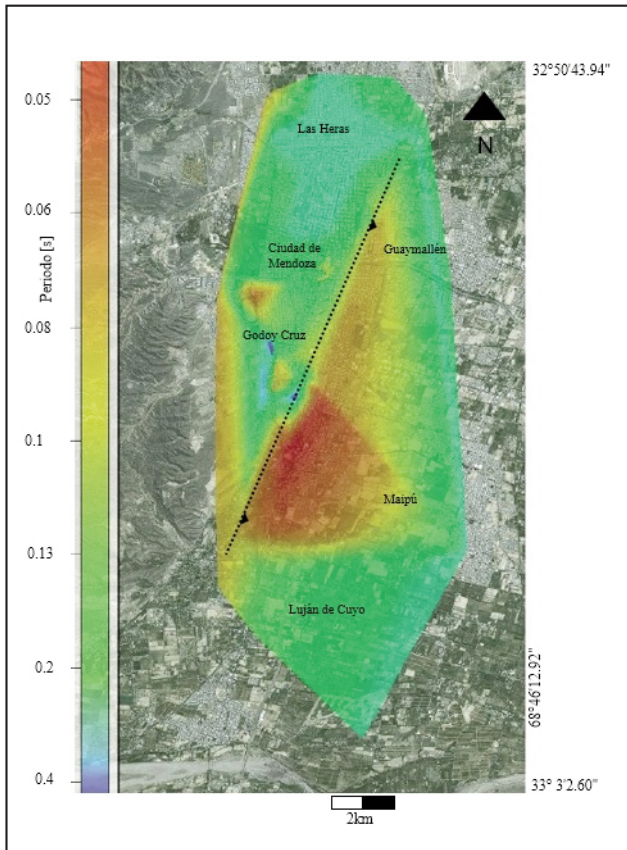 0.05
0.06
Periodo [s]
0.08
0.1
0.13
0.2
0.4
Las Heras
Ciudad de
Mendoza
Guaymallén
Godoy Cruz
Maipú
Luján de Cuyo
32°50'43.94"
N
68°46'12.92"
33° 3'2.60"
2km